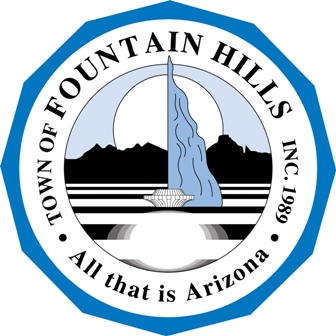 TOWN OF FOUNTAIN HILLS
INC. 1989
All that is Arizona